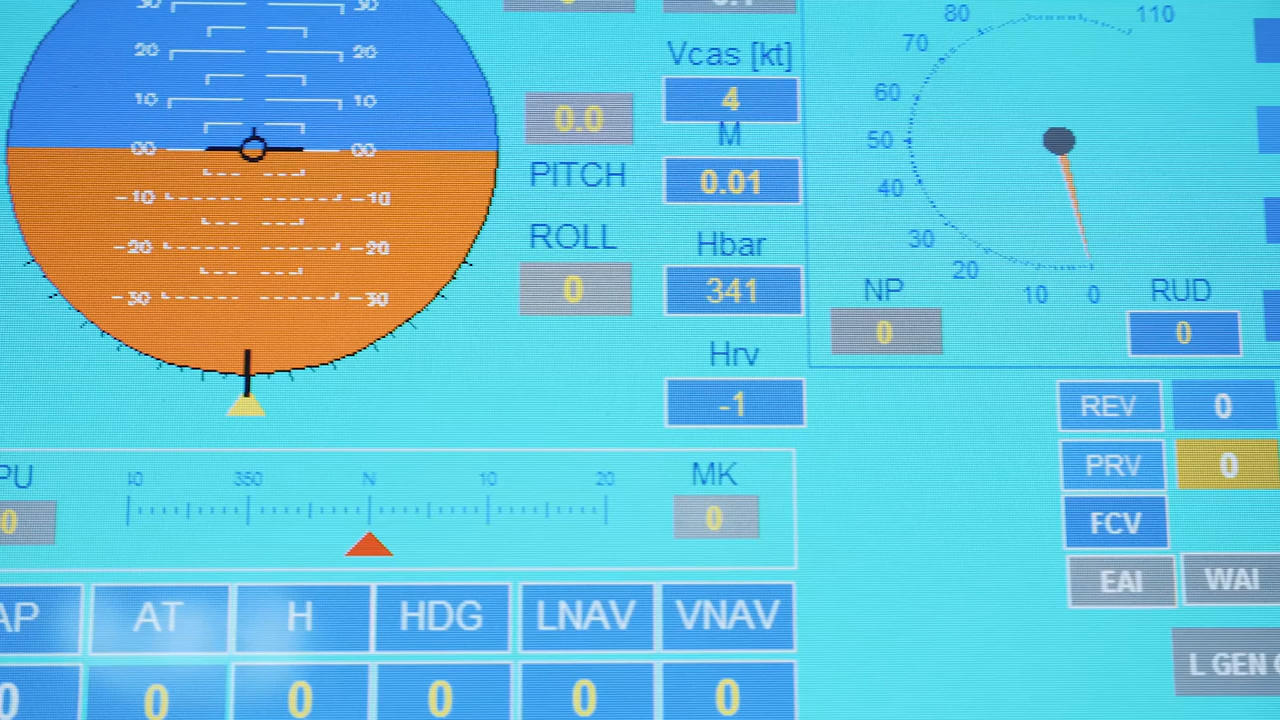 30 30
20 20
10 10
00 00
-10 -10
-20 -20
-30 -30
0.0
PITCH
ROLL
0
Vcas [kt]
4
M
0.01
Hbar
341
Hrv
-1
80 110
70
60
50
40
30
20
10 0
NP
0
RUD
0
REV 0
PRV 0
FCV
EAI WAI
L GEN
350 N 10 20
MK
0
0
AP AT H HDG LNAV VNAV
0 0 0 0 0 0